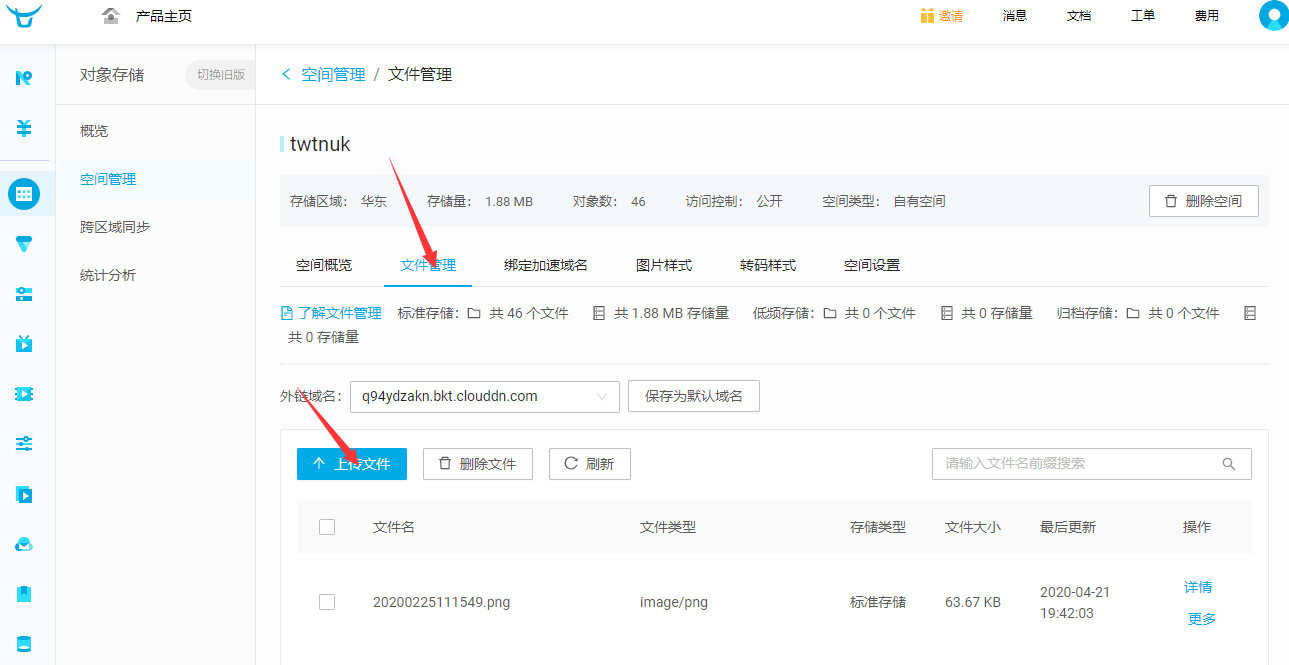 产品主页 邀请 消息 文档 工单 费用
对象存储 切换旧版 空间管理 / 文件管理
概览
空间管理
跨区域同步
统计分析
twtnuk
存储区域： 华东 存储量： 1.88 MB 对象数： 46 访问控制： 公开 空间类型： 自有空间 删除空间
空间概览 文件管理 绑定加速域名 图片样式 转码样式 空间设置
了解文件管理 标准存储： 共 46 个文件 共 1.88 MB 存储量 低频存储： 共 0 个文件 共 0 存储量 归档存储： 共 0 个文件
共 0 存储量
外链域名： q94ydzakn.bkt.clouddn.com 保存为默认域名
上传文件 删除文件 刷新 请输入文件名前缀搜索
文件名 文件类型 存储类型 文件大小 最后更新 操作
20200225111549.png image/png 标准存储 63.67 KB 2020-04-21 详情
19:42:03 更多